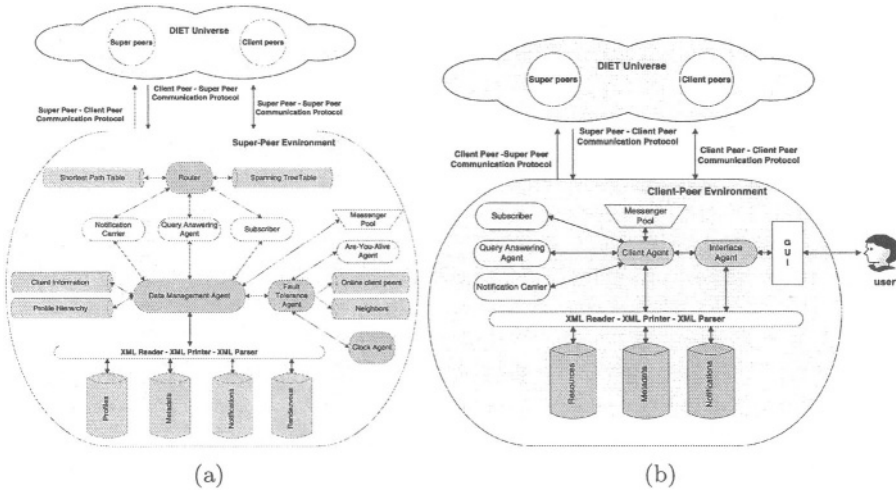 DIET Universe
Super peers
Client peers
Client Peer - Super Peer
Communication Protocol
Super Peer - Client Peer
Communication Protocol
Super Peer - Super Peer
Communication Protocol
Super-Peer Evnironment
Shortest Path Table
Router
Spanning TreeTable
Notification
Carrier
Query Answering
Agent
Subscriber
Messenger
Pool
Are-You-Alive
Agent
Client Information
Profile Hierarchy
Data Management Agent
Fault
Tolerance
Agent
Online client peers
Neighbors
Clock Agent
XML Reader - XML Printer - XML Parser
Profiles
Metadata
Notifications
Rendezvous
(a)
DIET Universe
Super peers
Client peers
Client Peer -Super Peer
Communication Protocol
Super Peer - Client Peer
Communication Protocol
Client Peer - Client Peer
Communication Protocol
Client-Peer Evnironment
Subscriber
Messenger
Pool
Query Answering
Agent
Client Agent
Interface
Agent
GUI
user
Notification Carrier
XML Reader - XML Printer - XML Parser
Resources
Metadata
Notifications
(b)